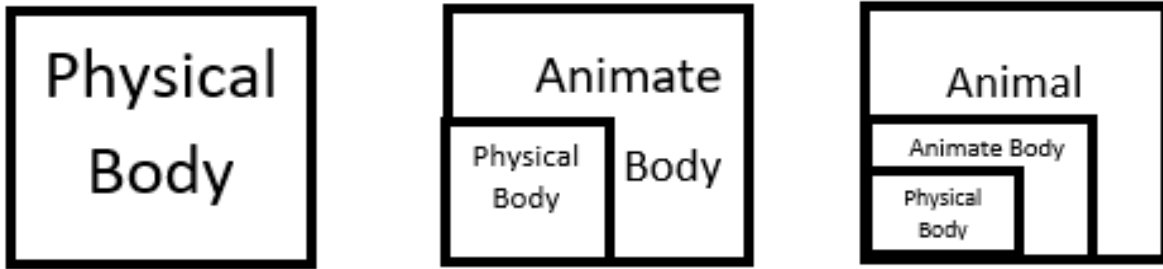 Physical
Body
Animate
Body
Physical
Body
Animal
Animate Body
Physical
Body